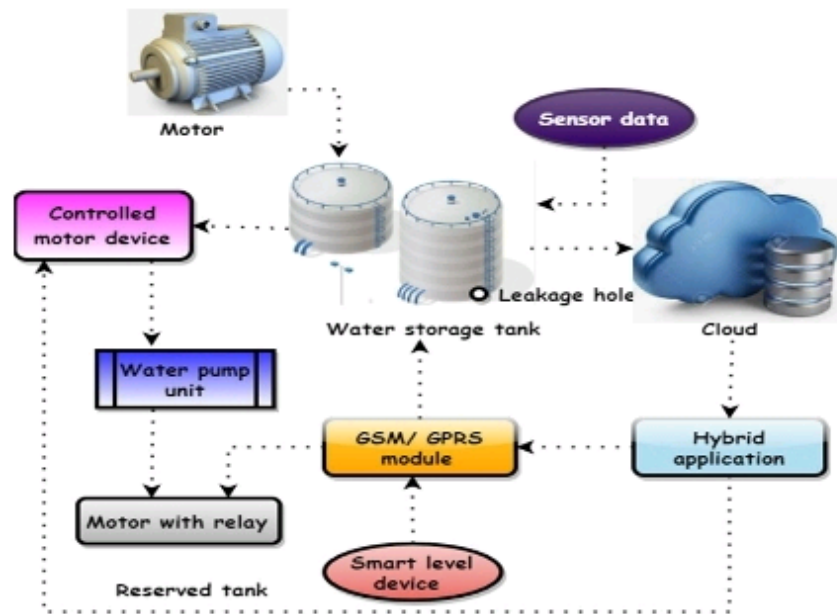 Motor
Sensor data
Controlled
motor device
Leakage hole
Water storage tank
Cloud
Water pump
unit
GSM/ GPRS
module
Hybrid
application
Motor with relay
Smart level
device
Reserved tank